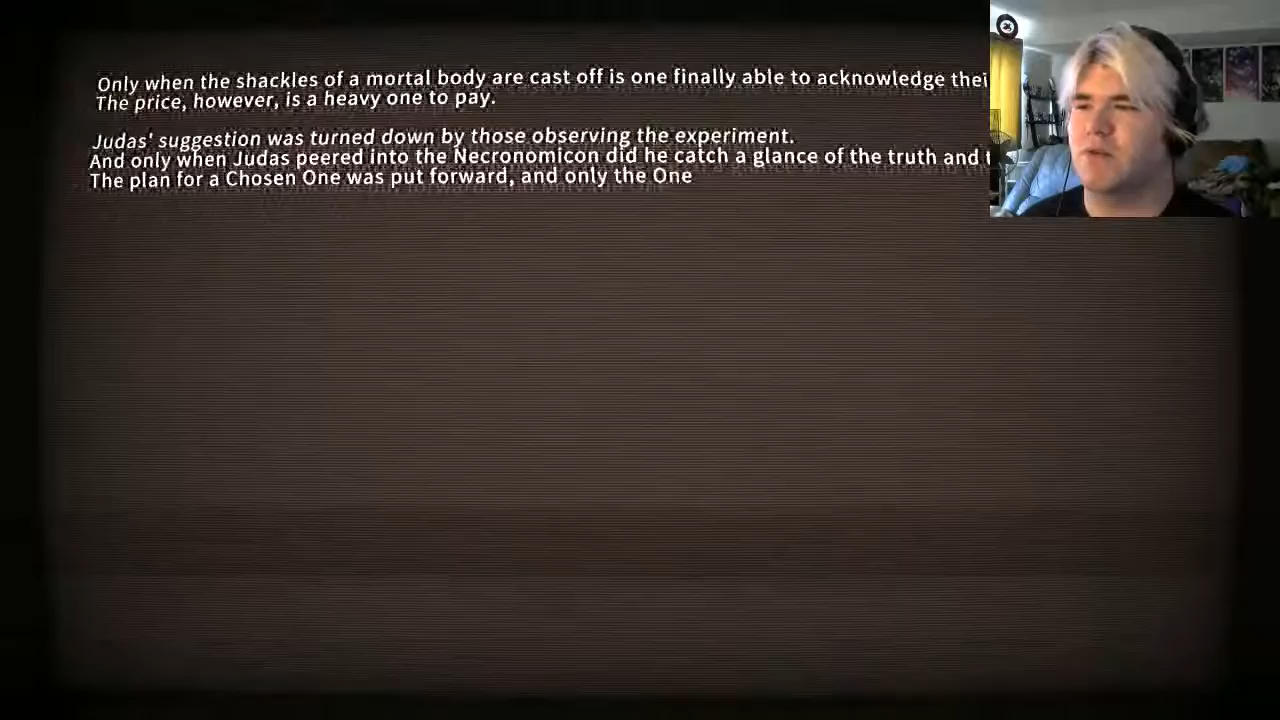 Only when the shackles of a mortal body are cast off is one finally able to acknowledge
The price, however, is a heavy one to pay.
Judas' suggestion was turned down by those observing the experiment.
And only when Judas peered into the Necronomicon did he catch a glance of the truth and
The plan for a Chosen One was put forward, and only the One